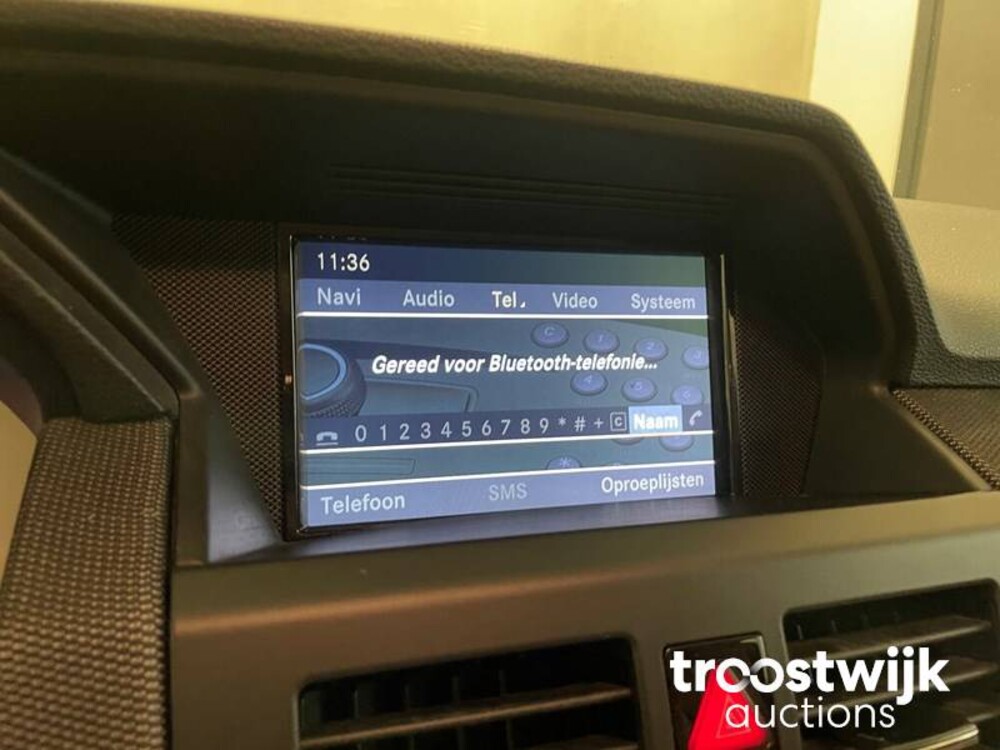 11:36
Navi Audio Tel Video Systeem
Gereed voor Bluetooth-telefonie...
0 1 2 3 4 5 6 7 8 9 * # + C Naam
Telefoon SMS Oproeplijsten
troostwijk
auctions